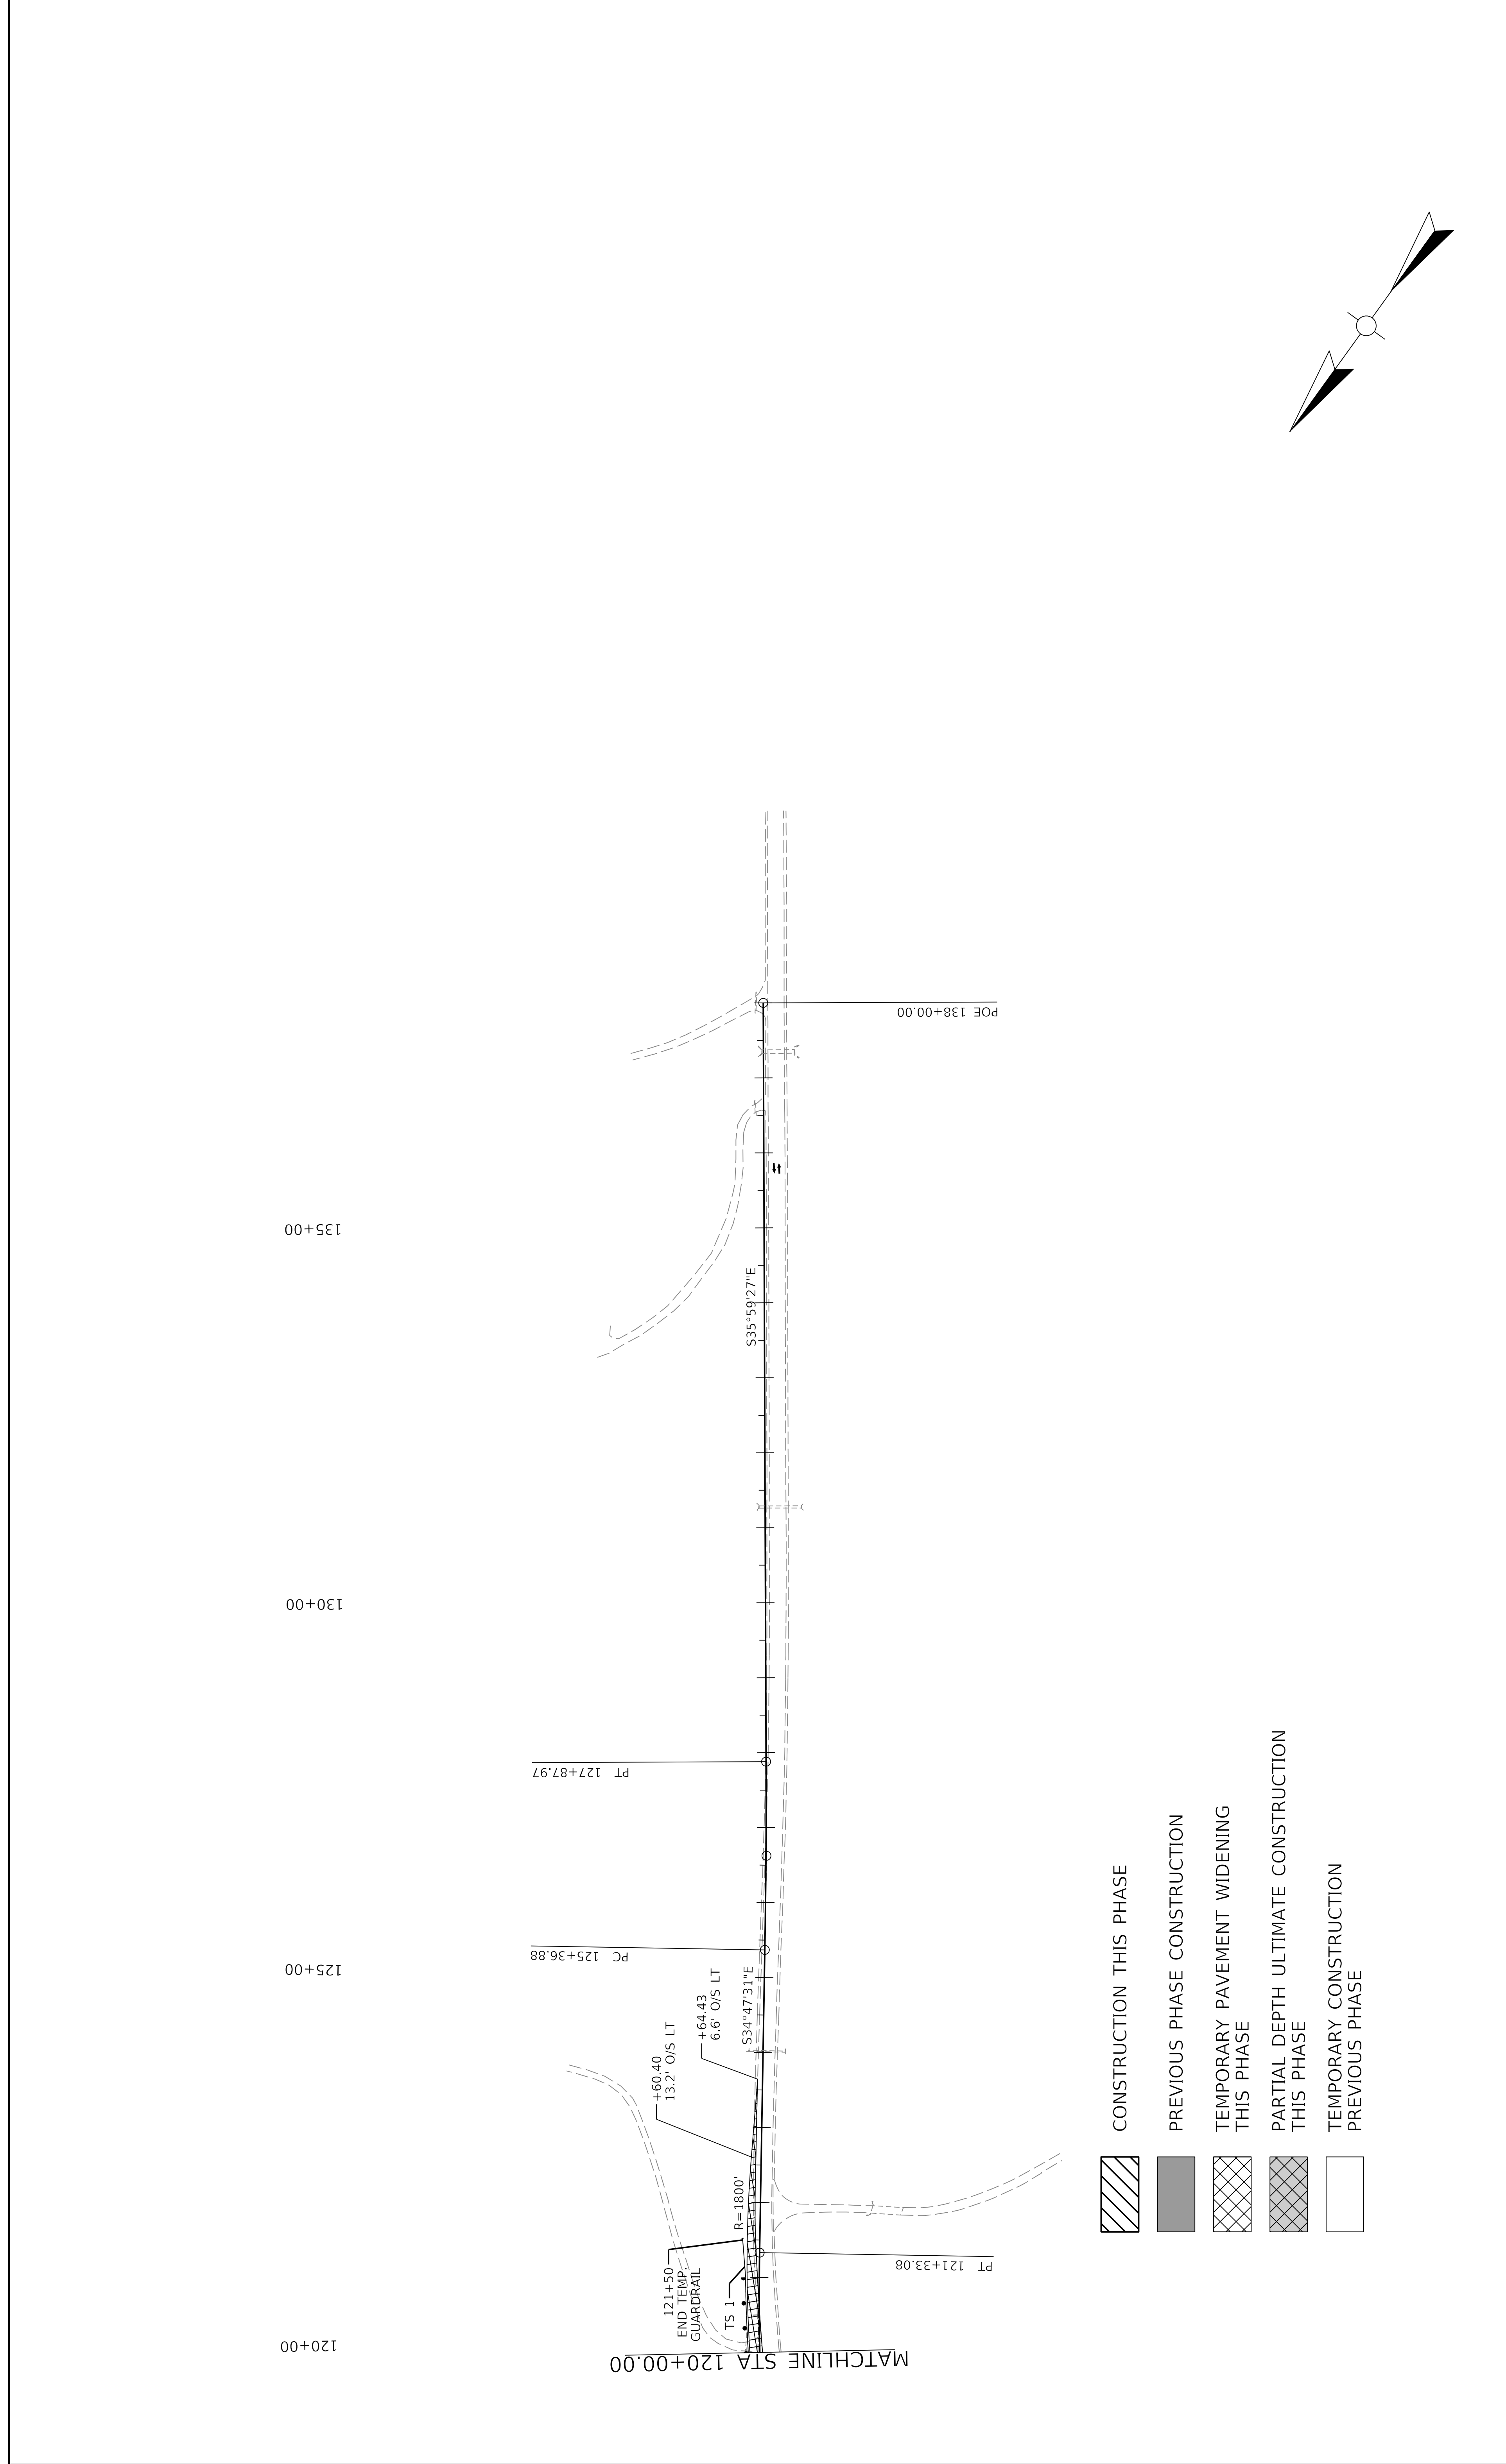 POE 138+00.00
135+00
S35°59'27"E
130+00
PT 127+87.97
PC 125+36.88
125+00
S34°47'31"E
+64.43
6.6' O/S LT
+60.40
13.2' O/S LT
R=1800'
PT 121+33.08
121+50
END TEMP.
GUARDRAIL
TS 1
120+00
MATCHLINE STA 120+00.00
CONSTRUCTION THIS PHASE
PREVIOUS PHASE CONSTRUCTION
TEMPORARY PAVEMENT WIDENING
THIS PHASE
PARTIAL DEPTH ULTIMATE CONSTRUCTION
THIS PHASE
TEMPORARY CONSTRUCTION
PREVIOUS PHASE